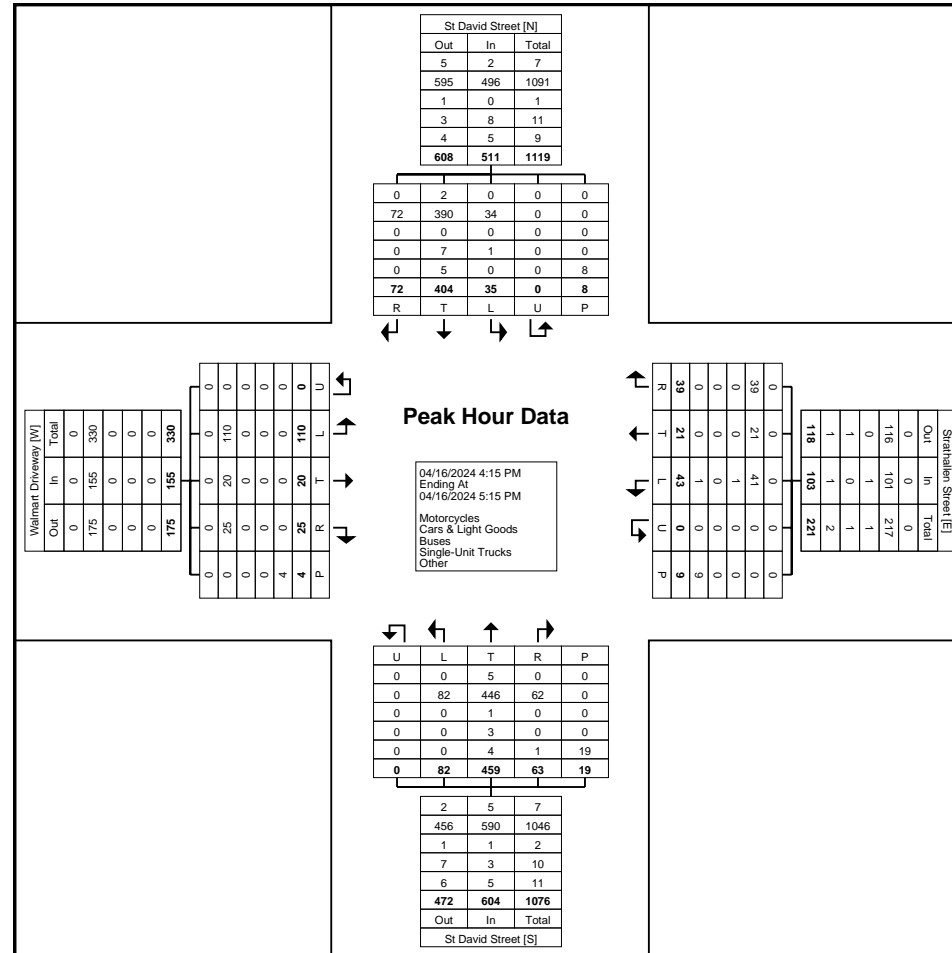 St David Street [N]
Out In Total
5 2 7
595 496 1091
1 0 1
3 8 11
4 5 9
608 511 1119
0 2 0 0 0
72 390 34 0 0
0 0 0 0 0
0 7 1 0 0
0 5 0 0 8
72 404 35 0 8
R T L U P
Walmart Driveway [W]
Total 0 330 0 0 0 330
In 0 155 0 0 0 155
Out 0 175 0 0 0 175
0 0 0 0 0 0 U
0 110 0 0 0 110 L
0 20 0 0 0 20 T
0 25 0 0 0 25 R
0 0 0 0 4 4 P
Peak Hour Data
04/16/2024 4:15 PM
Ending At
04/16/2024 5:15 PM
Motorcycles
Cars & Light Goods
Buses
Single-Unit Trucks
Other
R 39 0 0 0 39 0
T 21 0 0 0 21 0
L 43 1 0 1 41 0
U 0 0 0 0 0 0
P 9 9 0 0 0 0
118 1 1 0 116 0 Out
103 1 0 1 101 0 In
221 2 1 1 217 0 Total
Strathallen Street [E]
U L T R P
0 0 5 0 0
0 82 446 62 0
0 0 1 0 0
0 0 3 0 0
0 0 4 1 19
0 82 459 63 19
2 5 7
456 590 1046
1 1 2
7 3 10
6 5 11
472 604 1076
Out In Total
St David Street [S]